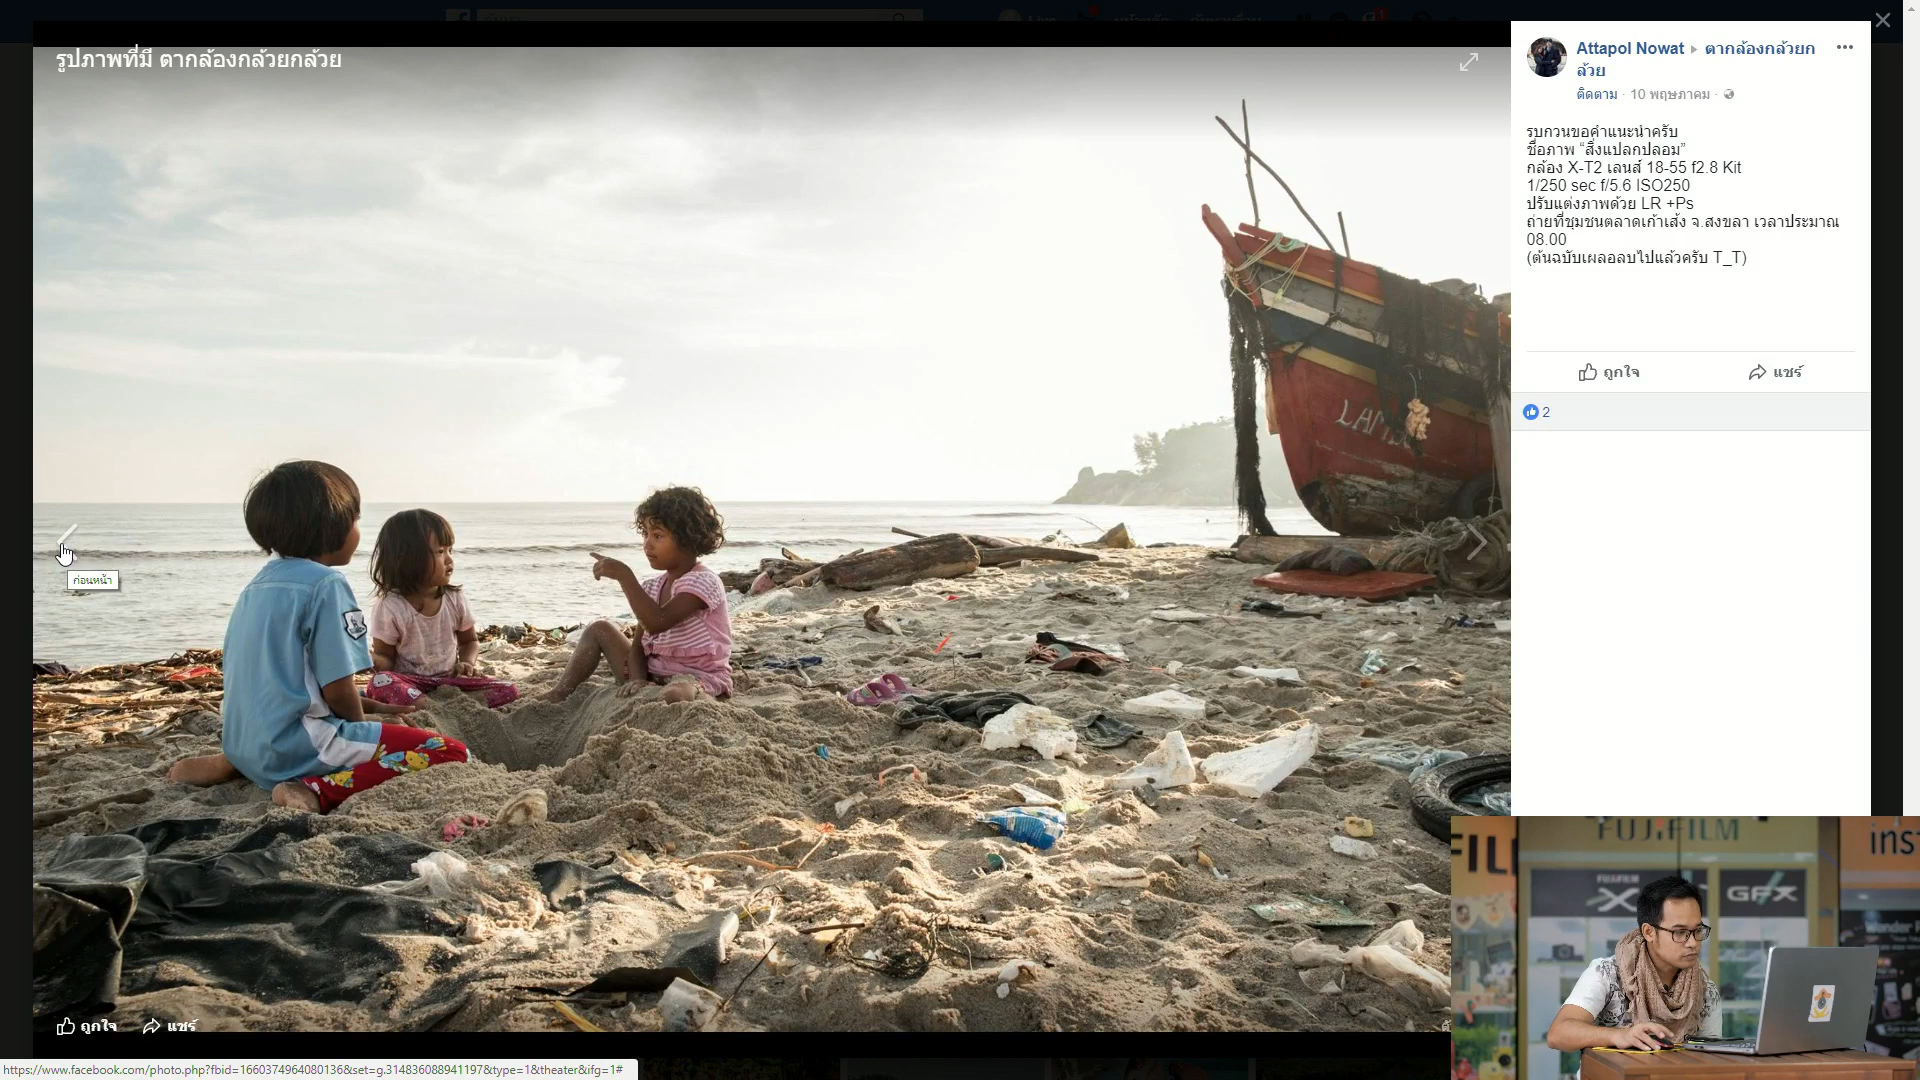 รูปภาพที่มี ตากล้องกล้วยกล้วย
Attapol Nowat ▸ ตากล้องกล้วยก
ล้วย
ติดตาม · 10 พฤษภาคม ·
รบกวนขอคำแนะนำครับ
ชื่อภาพ “สิ่งแปลกปลอม”
กล้อง X-T2 เลนส์ 18-55 f2.8 Kit
1/250 sec f/5.6 ISO250
ปรับแต่งภาพด้วย LR +Ps
ถ่ายที่ชุมชนตลาดเก้าเส้ง จ.สงขลา เวลาประมาณ
08.00
(ต้นฉบับเผลอลบไปแล้วครับ T_T)
ถูกใจ
แชร์
2
ก่อนหน้า
FUJIFILM
inst
FUJIFILM
X
GFX
ถูกใจ
แชร์
https://www.facebook.com/photo.php?fbid=1660374964080136&set=g.314836088941197&type=1&theater&ifg=1#